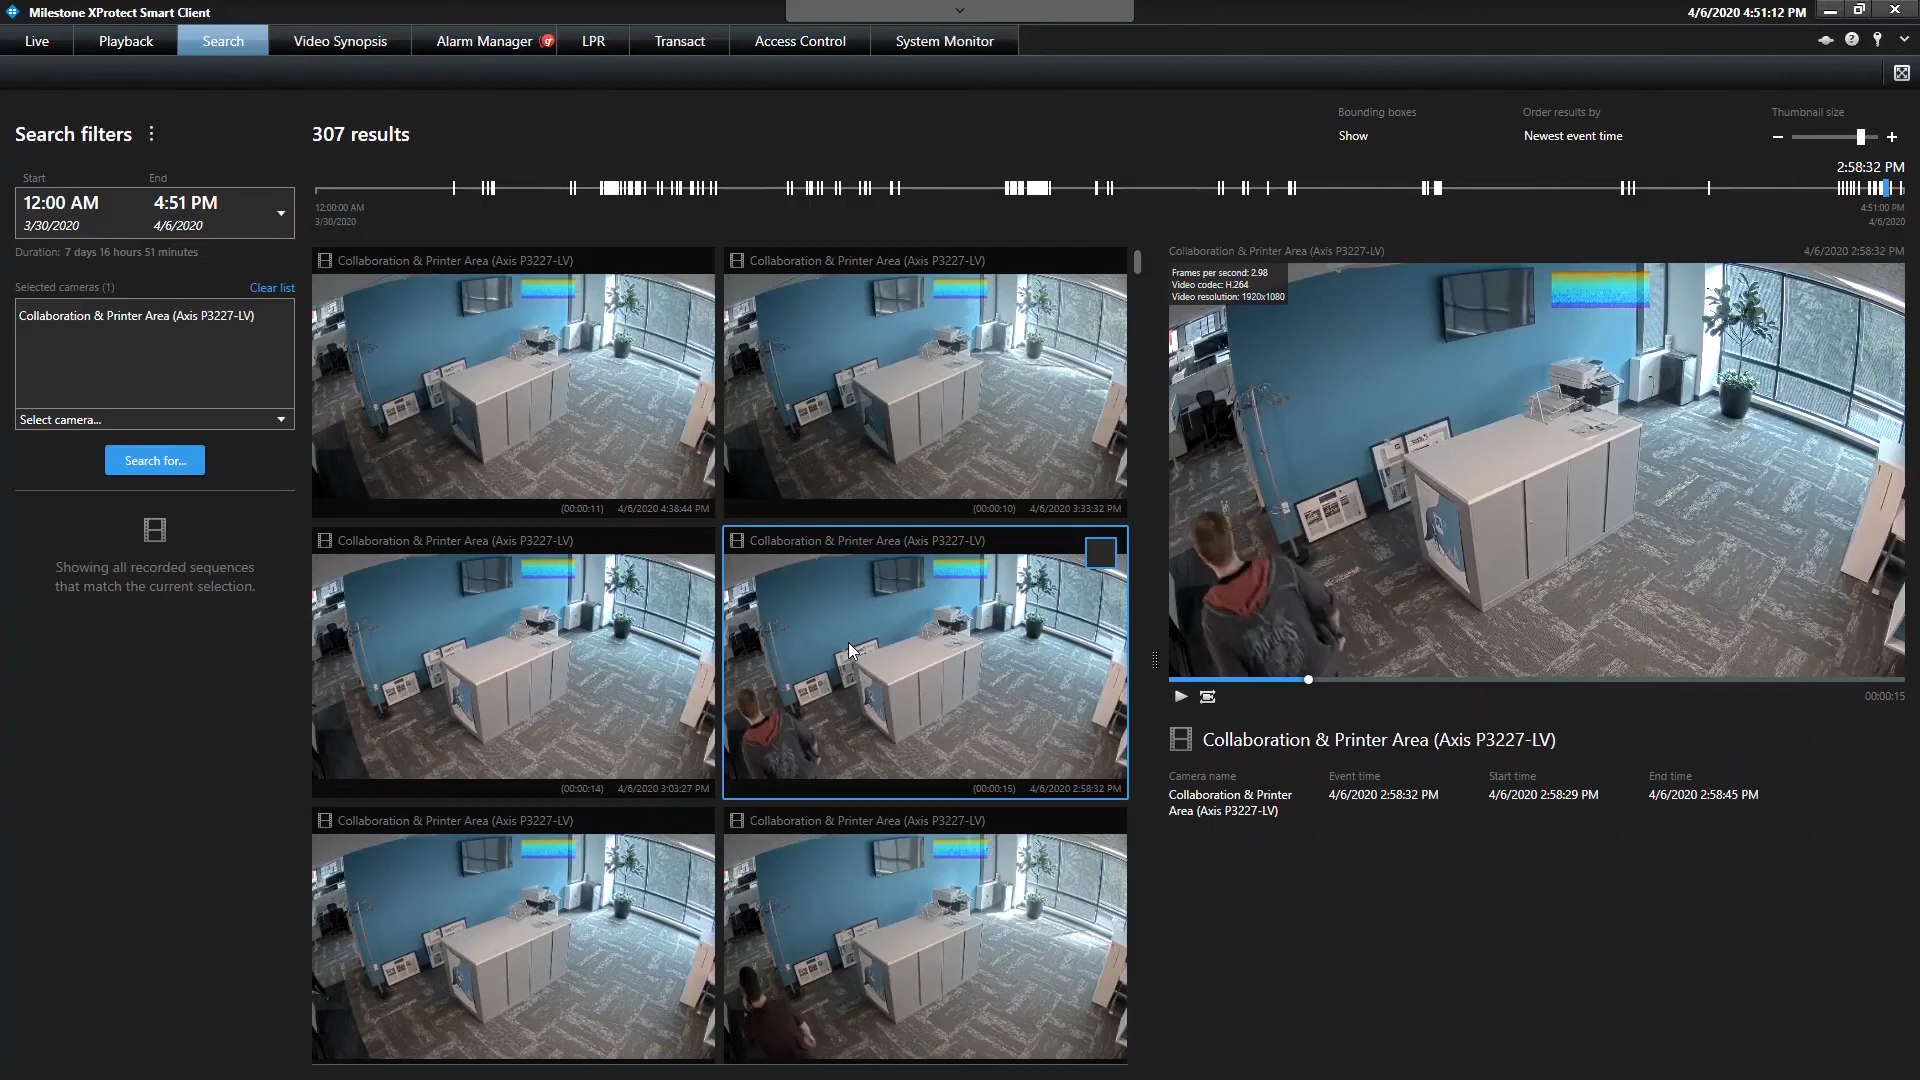 Milestone XProtect Smart Client
4/6/2020 4:51:12 PM
Live
Playback
Search
Video Synopsis
Alarm Manager
LPR
Transact
Access Control
System Monitor
Search filters
307 results
Bounding boxes
Show
Order results by
Newest event time
Thumbnail size
2:58:32 PM
Start
End
12:00 AM
3/30/2020
4:51 PM
4/6/2020
12:00:00 AM
3/30/2020
4:51:00 PM
4/6/2020
Duration: 7 days 16 hours 51 minutes
Selected cameras (1)
Clear list
Collaboration & Printer Area (Axis P3227-LV)
Select camera...
Search for...
Showing all recorded sequences
that match the current selection.
Collaboration & Printer Area (Axis P3227-LV)
(00:00:11) 4/6/2020 4:38:44 PM
Collaboration & Printer Area (Axis P3227-LV)
(00:00:10) 4/6/2020 3:33:32 PM
Collaboration & Printer Area (Axis P3227-LV)
(00:00:14) 4/6/2020 3:03:27 PM
Collaboration & Printer Area (Axis P3227-LV)
(00:00:15) 4/6/2020 2:58:32 PM
Collaboration & Printer Area (Axis P3227-LV)
Collaboration & Printer Area (Axis P3227-LV)
Collaboration & Printer Area (Axis P3227-LV)
4/6/2020 2:58:32 PM
Frames per second: 2.98
Video codec: H.264
Video resolution: 1920x1080
00:00:15
Collaboration & Printer Area (Axis P3227-LV)
Camera name
Collaboration & Printer
Area (Axis P3227-LV)
Event time
4/6/2020 2:58:32 PM
Start time
4/6/2020 2:58:29 PM
End time
4/6/2020 2:58:45 PM